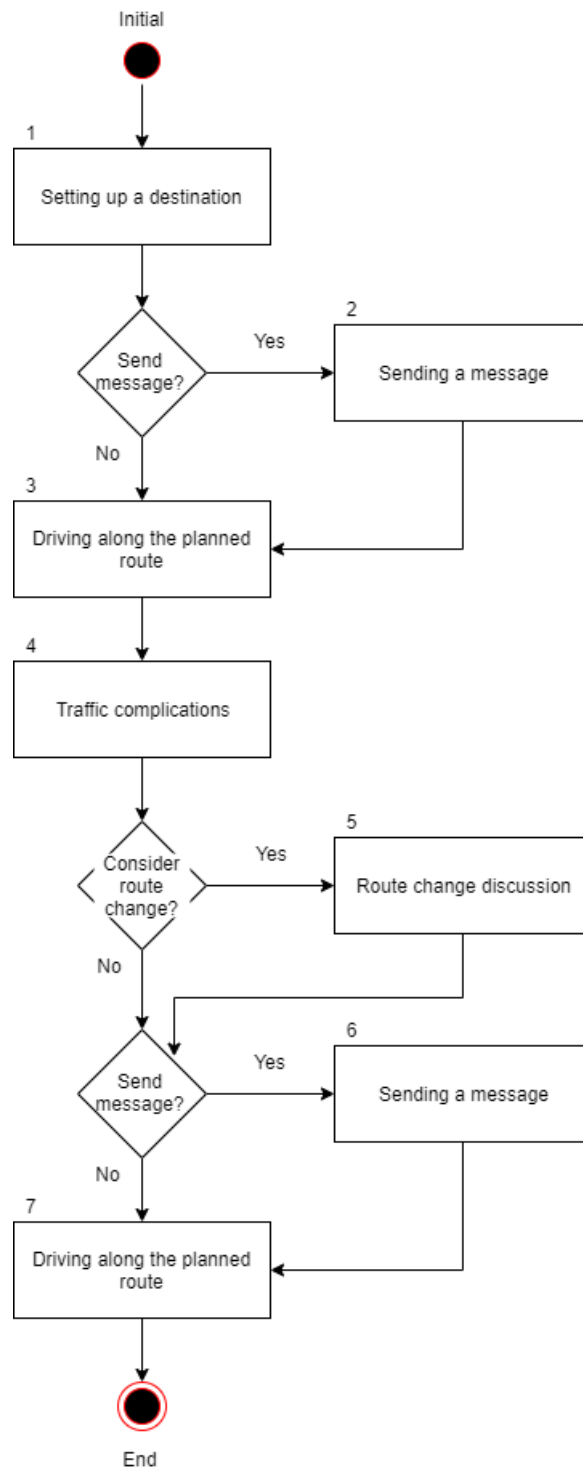 Initial
1
Setting up a destination
Send
message?
Yes
2
Sending a message
No
3
Driving along the planned
route
4
Traffic complications
Consider
route
change?
Yes
5
Route change discussion
No
Send
message?
Yes
6
Sending a message
No
7
Driving along the planned
route
End